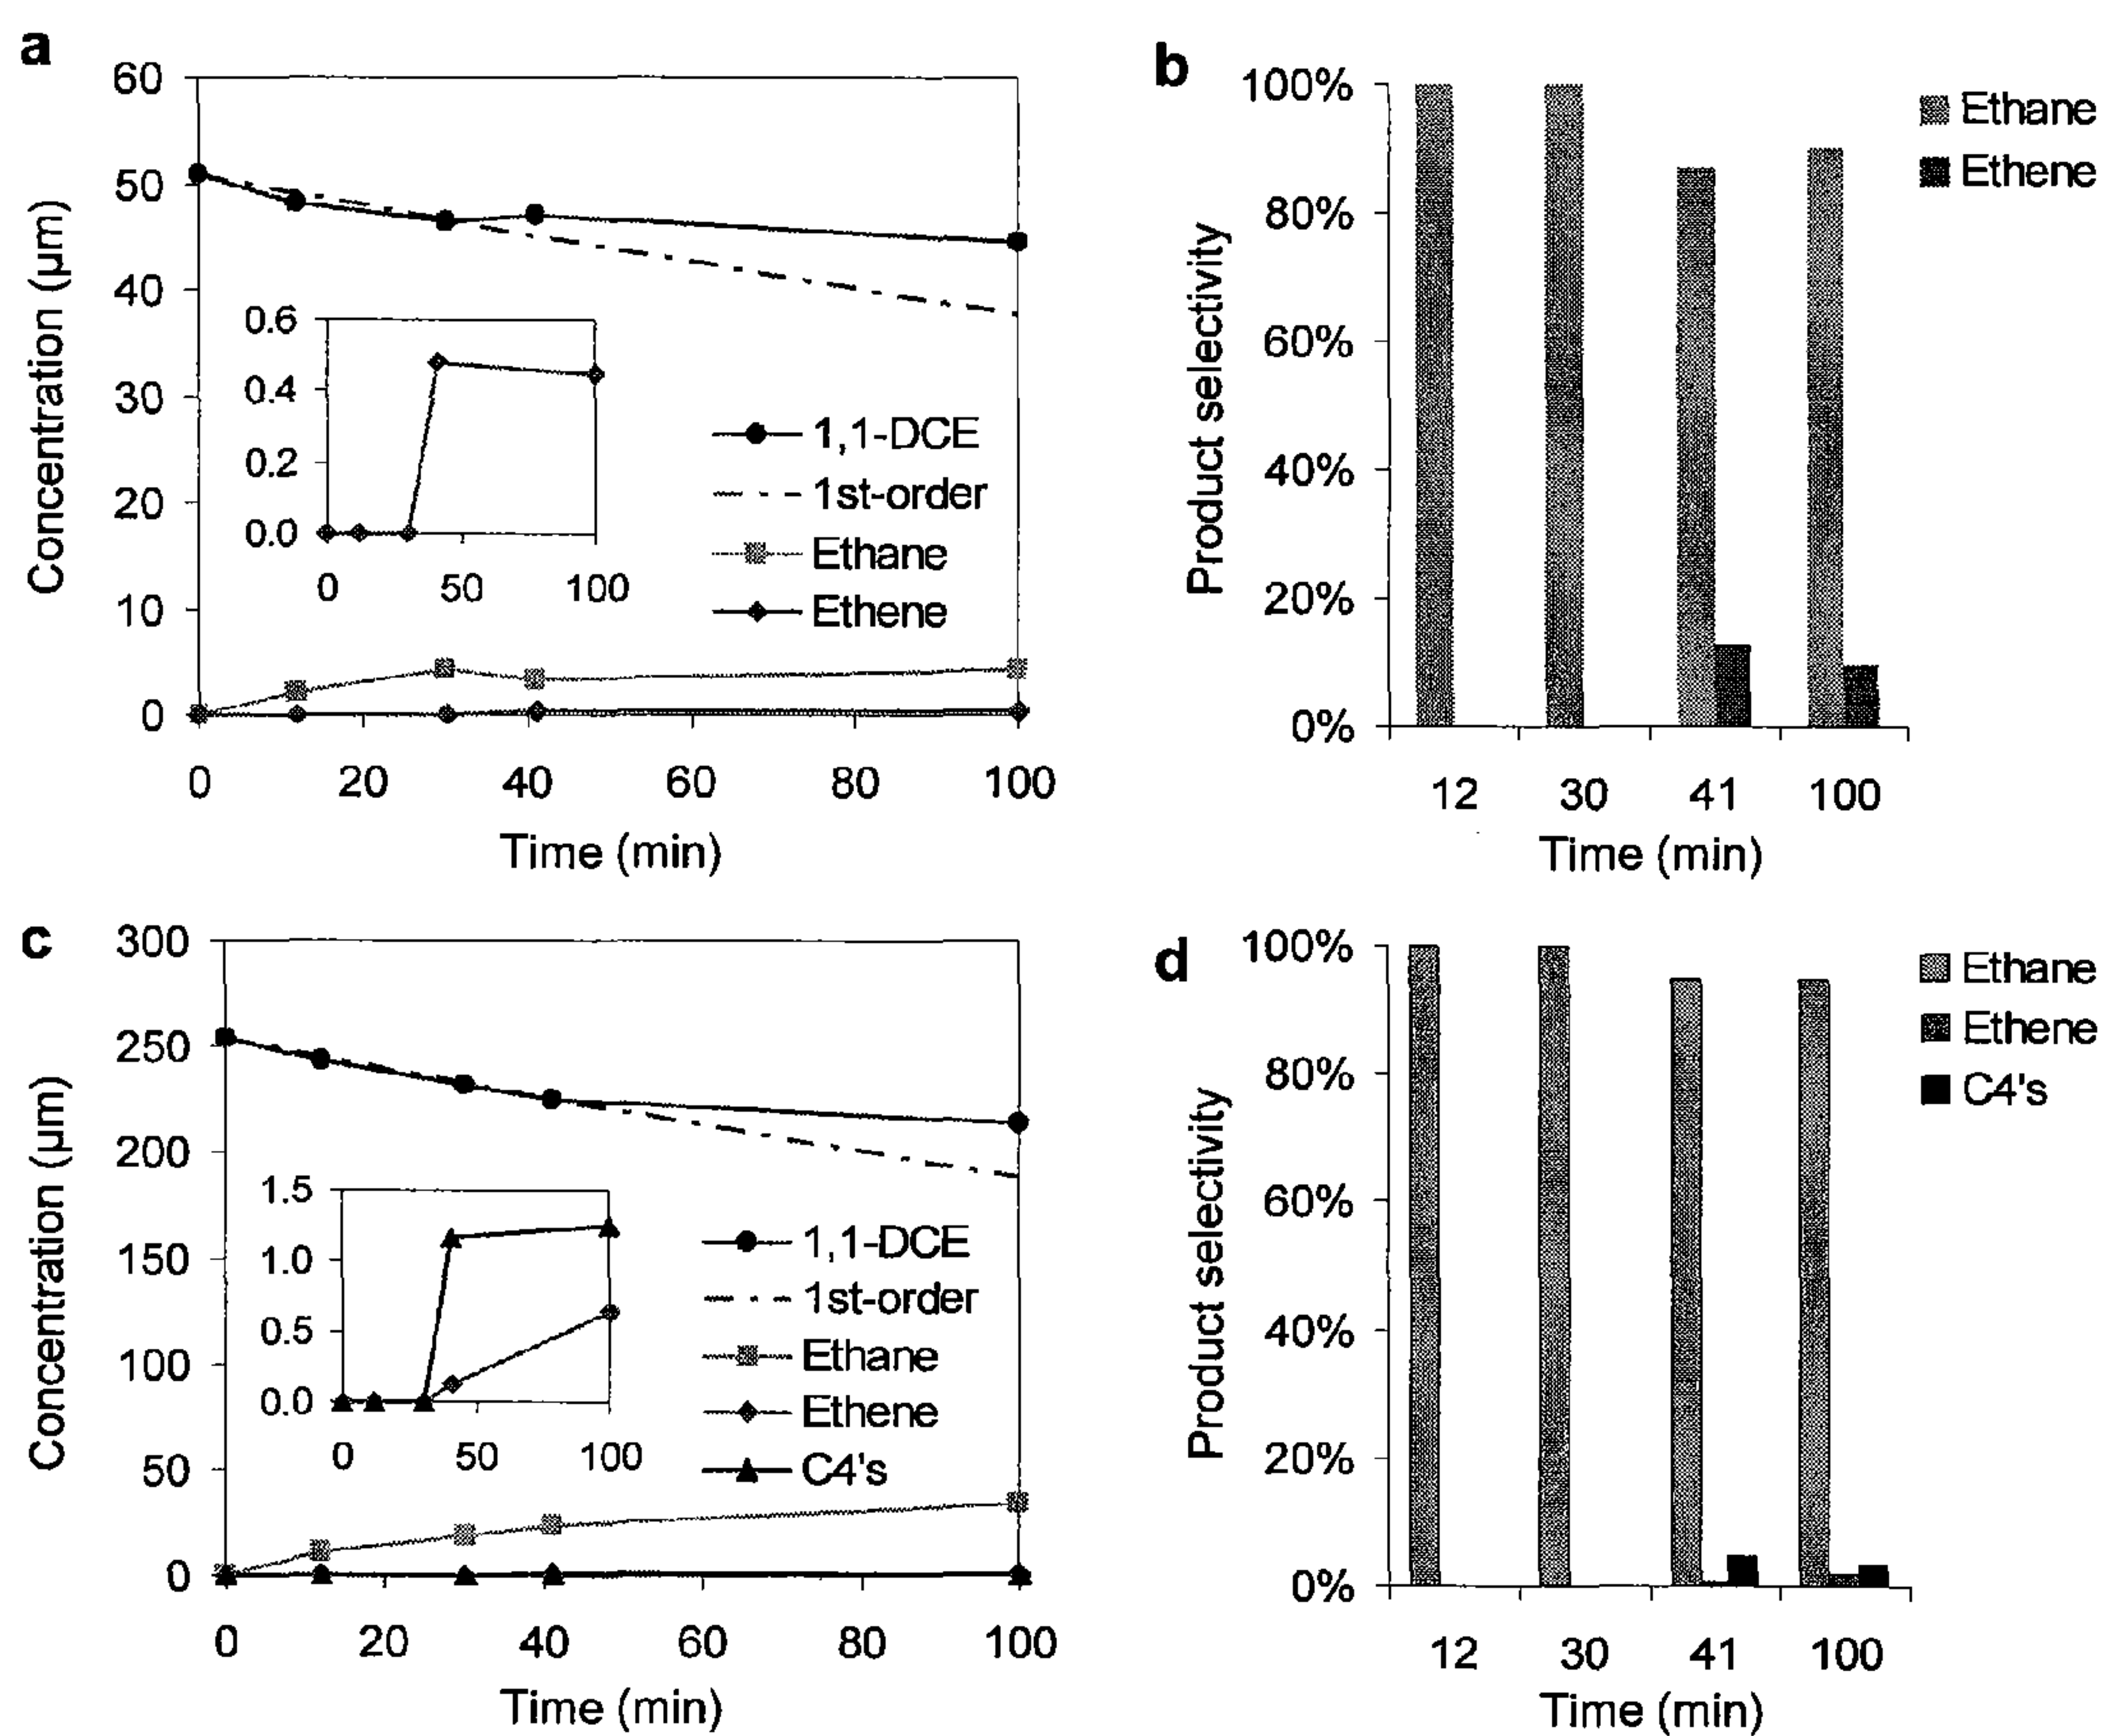 a
60
50
40
30
20
10
0
Concentration (µm)
0.6
0.4
0.2
0.0
0 50 100
1,1-DCE
1st-order
Ethane
Ethene
0 20 40 60 80 100
Time (min)
b
100%
80%
60%
40%
20%
0%
Product selectivity
Ethane
Ethene
12 30 41 100
Time (min)
c
300
250
200
150
100
50
0
Concentration (µm)
1.5
1.0
0.5
0.0
0 50 100
1,1-DCE
1st-order
Ethane
Ethene
C4's
0 20 40 60 80 100
Time (min)
d
100%
80%
60%
40%
20%
0%
Product selectivity
Ethane
Ethene
C4's
12 30 41 100
Time (min)